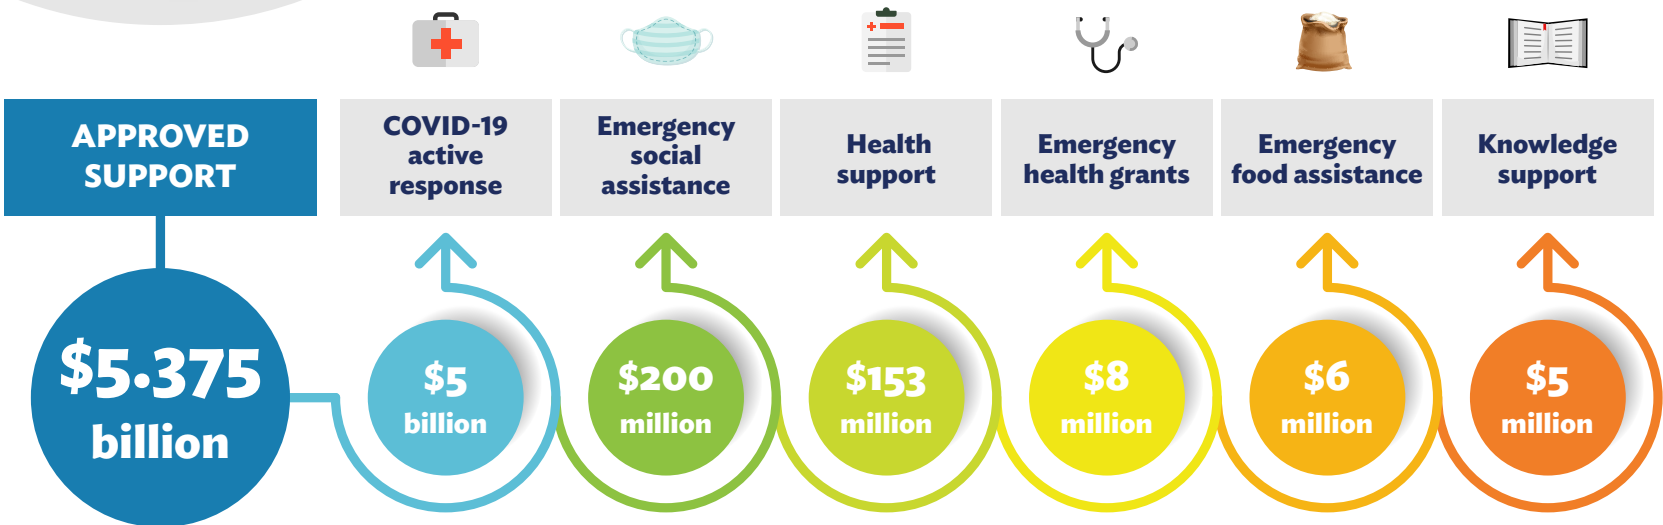 APPROVED
SUPPORT
$5.375
billion
COVID-19
active
response
$5
billion
Emergency
social
assistance
$200
million
Health
support
$153
million
Emergency
health grants
$8
million
Emergency
food assistance
$6
million
Knowledge
support
$5
million